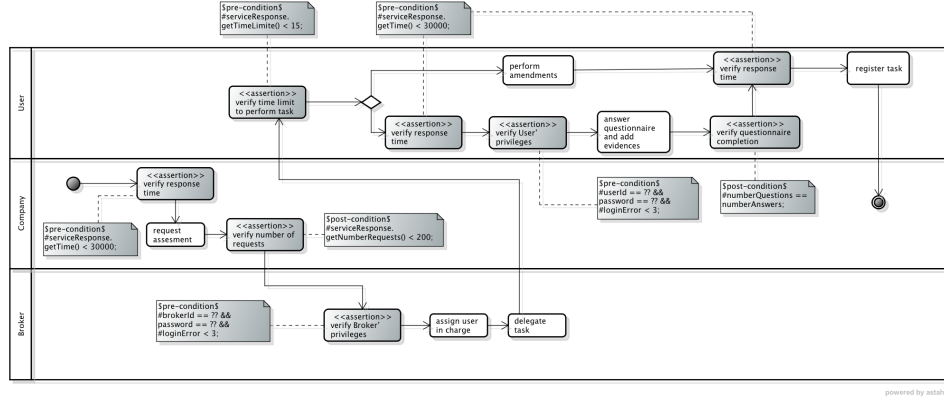 $pre-condition$
#serviceResponse.
getTimeLimite() < 15;
$pre-condition$
#serviceResponse.
getTime() < 30000;
User
<<assertion>>
verify time limit
to perform task
perform
amendments
<<assertion>>
verify response
time
register task
<<assertion>>
verify response
time
<<assertion>>
verify User'
privileges
answer
questionnaire
and add
evidences
<<assertion>>
verify questionnaire
completion
Company
<<assertion>>
verify response
time
$pre-condition$
#serviceResponse.
getTime() < 30000;
request
assesment
<<assertion>>
verify number of
requests
$post-condition$
#serviceResponse.
getNumberRequests() < 200;
$pre-condition$
#userId == ?? &&
password == ?? &&
#loginError < 3;
$post-condition$
#numberQuestions ==
numberAnswers;
Broker
$pre-condition$
#brokerId == ?? &&
password == ?? &&
#loginError < 3;
<<assertion>>
verify Broker'
privileges
assign user
in charge
delegate
task
powered by astah